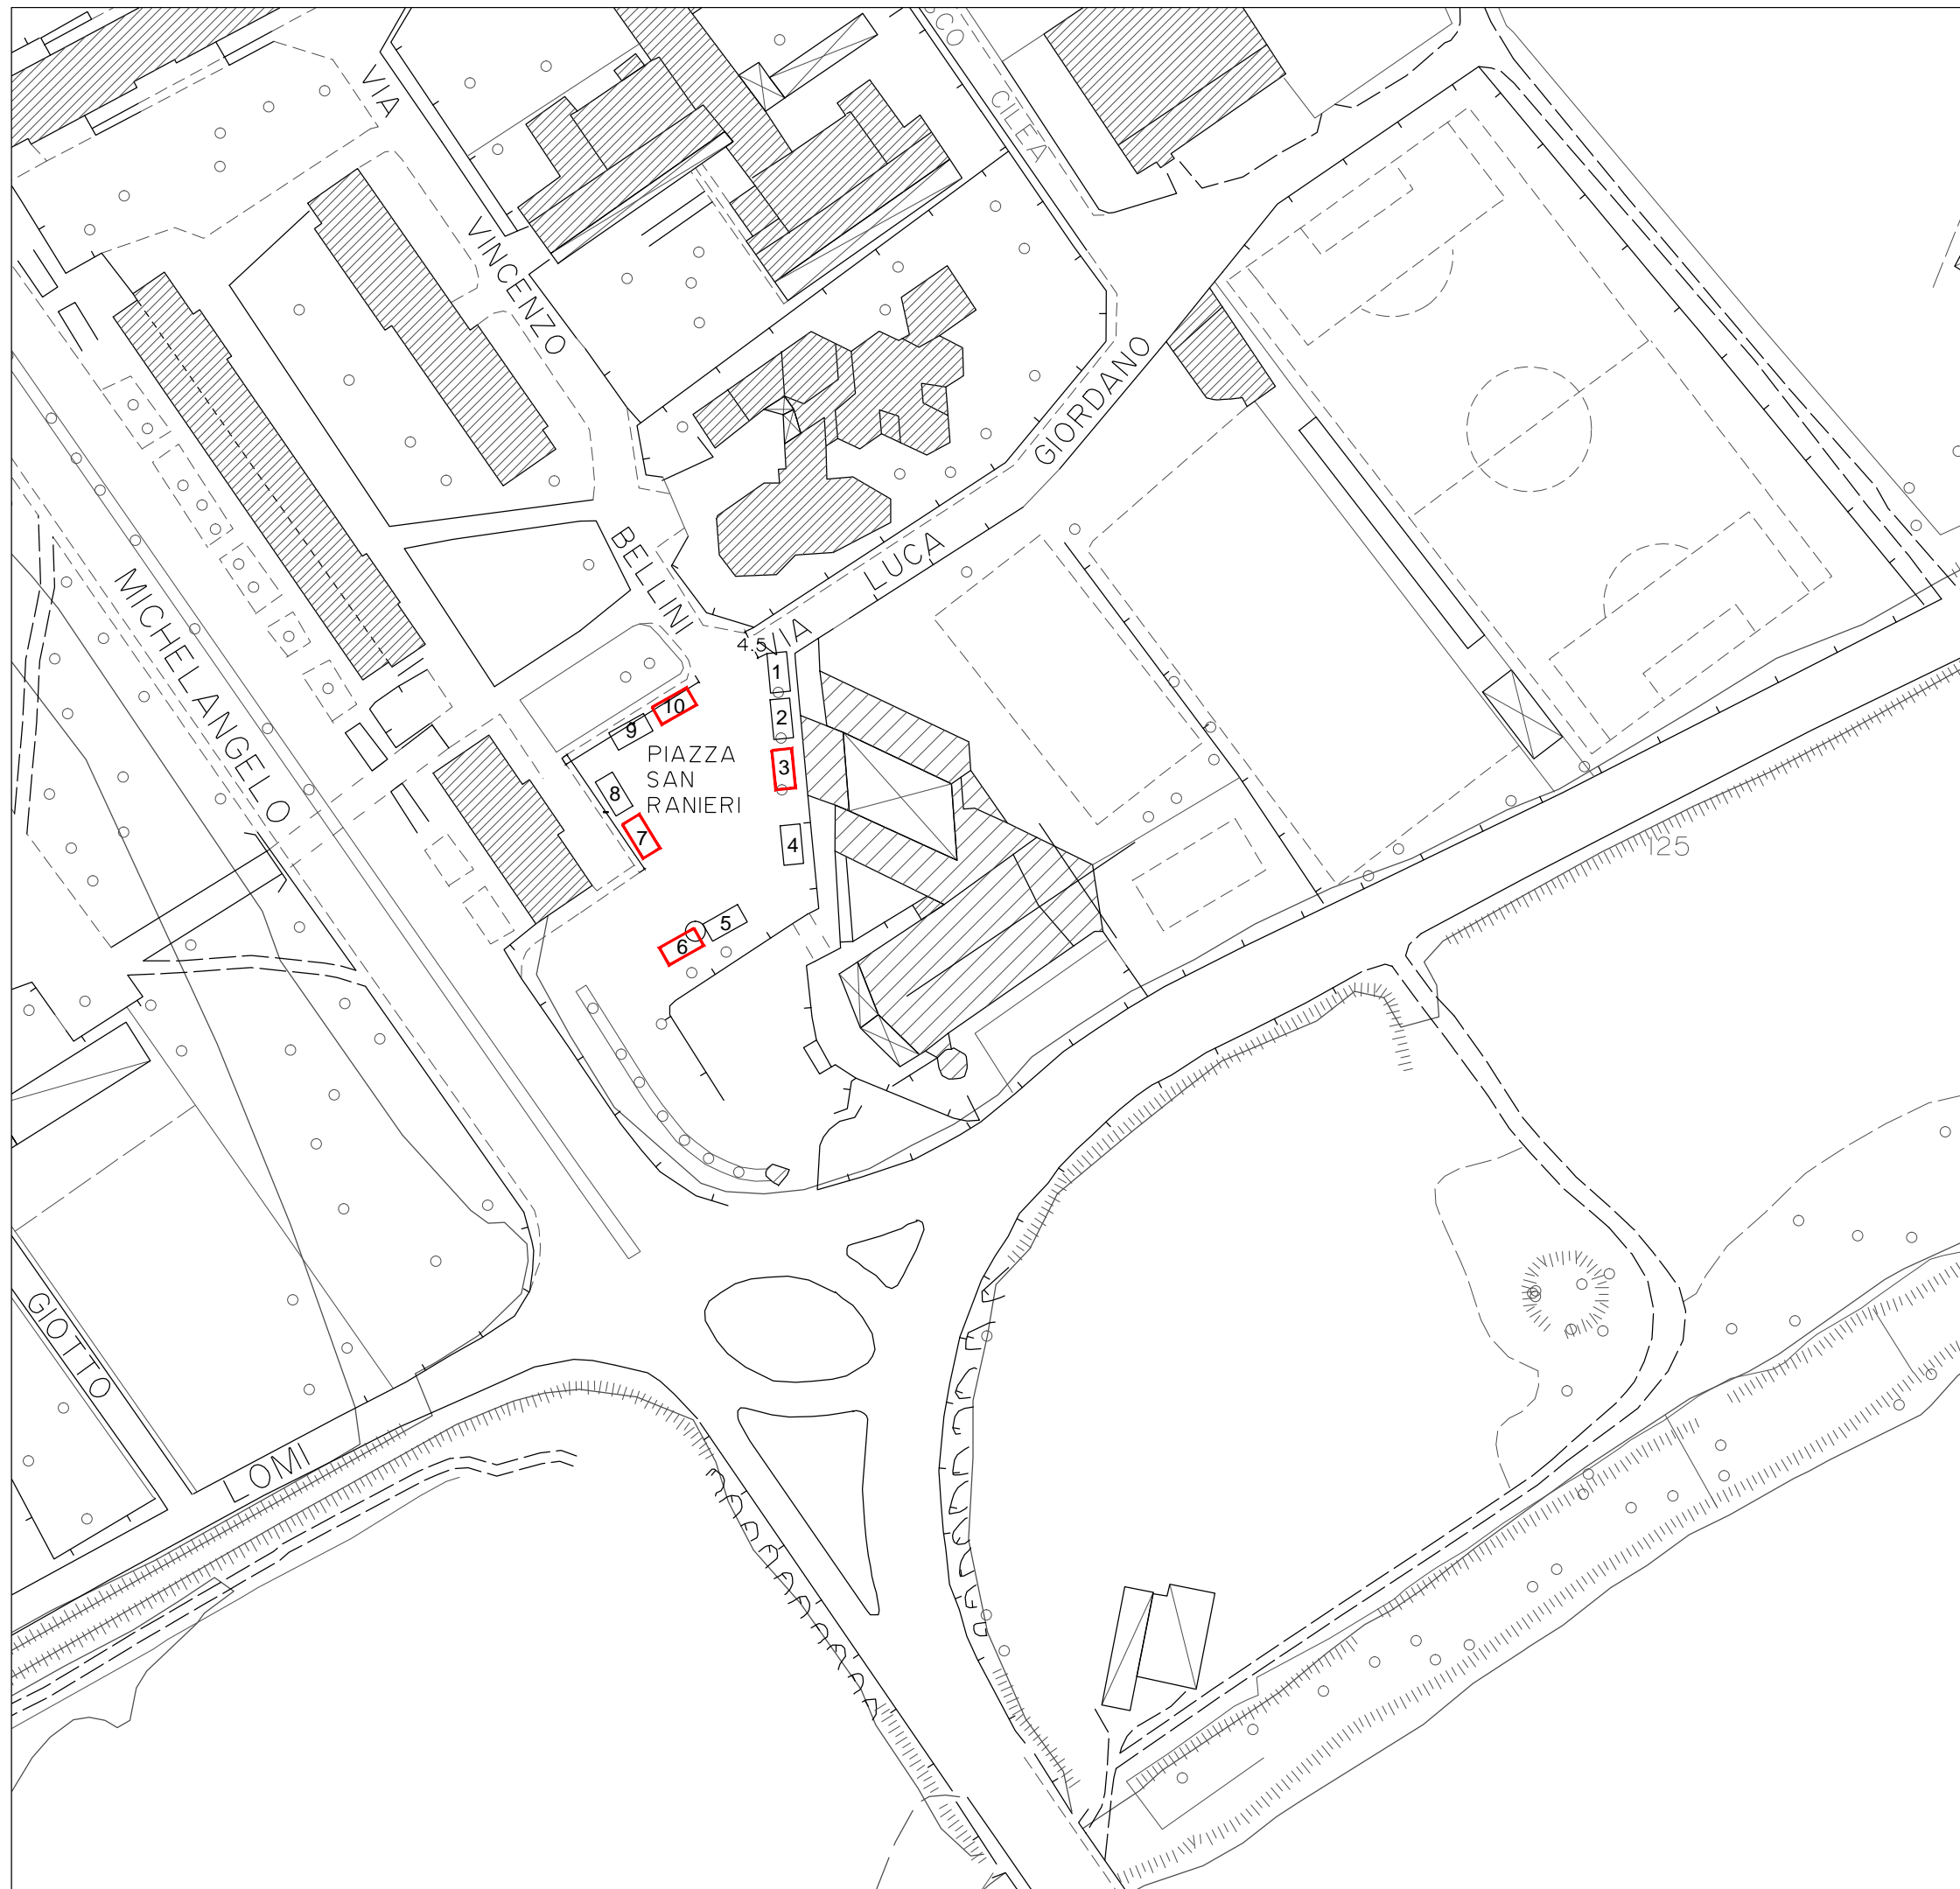 VIA
VINCENZO
BELLINI
CILEA
GIORDANO
LUCA
VIA
4.5
MICHELANGELO
1
2
3
4
5
6
7
8
9
10
PIAZZA
SAN
RANIERI
125
GIOTTO
LOMI